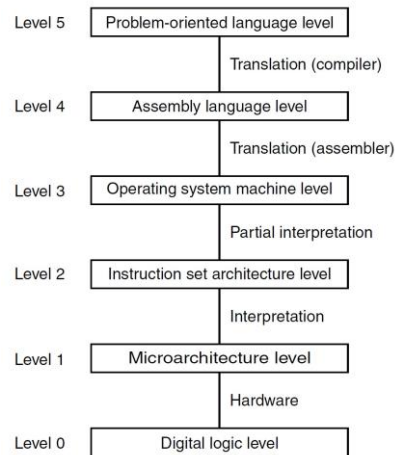 Level 5 Problem-oriented language level
Translation (compiler)
Level 4 Assembly language level
Translation (assembler)
Level 3 Operating system machine level
Partial interpretation
Level 2 Instruction set architecture level
Interpretation
Level 1 Microarchitecture level
Hardware
Level 0 Digital logic level